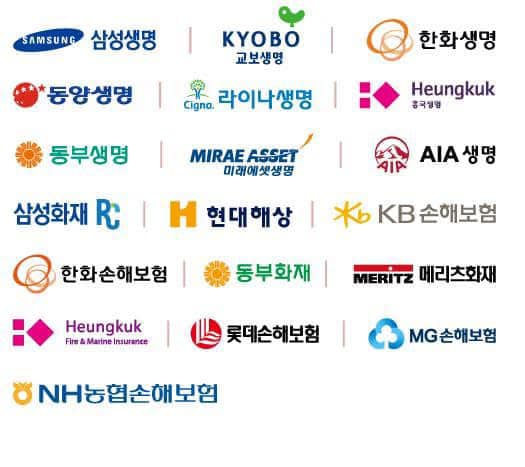 SAMSUNG 삼성생명
KYOBO
교보생명
한화생명
동양생명
Cigna. 라이나생명
Heungkuk
흥국생명
동부생명
MIRAE ASSET
미래에셋생명
AIA AIA 생명
삼성화재 RC
H 현대해상
Kb KB 손해보험
한화손해보험
동부화재
MERITZ 메리츠화재
Heungkuk
Fire & Marine Insurance
롯데손해보험
MG 손해보험
NH농협손해보험